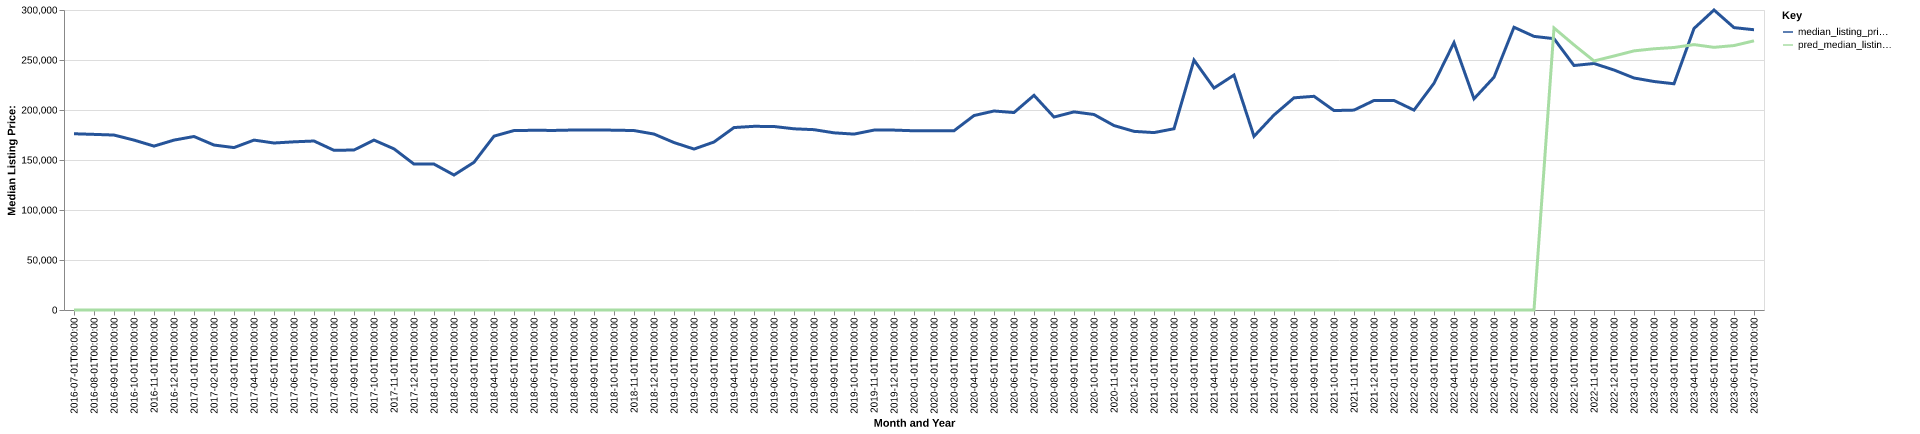 Median Listing Price:
300,000
250,000
200,000
150,000
100,000
50,000
0
2016-07-01T00:00:00
2016-08-01T00:00:00
2016-09-01T00:00:00
2016-10-01T00:00:00
2016-11-01T00:00:00
2016-12-01T00:00:00
2017-01-01T00:00:00
2017-02-01T00:00:00
2017-03-01T00:00:00
2017-04-01T00:00:00
2017-05-01T00:00:00
2017-06-01T00:00:00
2017-07-01T00:00:00
2017-08-01T00:00:00
2017-09-01T00:00:00
2017-10-01T00:00:00
2017-11-01T00:00:00
2017-12-01T00:00:00
2018-01-01T00:00:00
2018-02-01T00:00:00
2018-03-01T00:00:00
2018-04-01T00:00:00
2018-05-01T00:00:00
2018-06-01T00:00:00
2018-07-01T00:00:00
2018-08-01T00:00:00
2018-09-01T00:00:00
2018-10-01T00:00:00
2018-11-01T00:00:00
2018-12-01T00:00:00
2019-01-01T00:00:00
2019-02-01T00:00:00
2019-03-01T00:00:00
2019-04-01T00:00:00
2019-05-01T00:00:00
2019-06-01T00:00:00
2019-07-01T00:00:00
2019-08-01T00:00:00
2019-09-01T00:00:00
2019-10-01T00:00:00
2019-11-01T00:00:00
2019-12-01T00:00:00
2020-01-01T00:00:00
2020-02-01T00:00:00
2020-03-01T00:00:00
2020-04-01T00:00:00
2020-05-01T00:00:00
2020-06-01T00:00:00
2020-07-01T00:00:00
2020-08-01T00:00:00
2020-09-01T00:00:00
2020-10-01T00:00:00
2020-11-01T00:00:00
2020-12-01T00:00:00
2021-01-01T00:00:00
2021-02-01T00:00:00
2021-03-01T00:00:00
2021-04-01T00:00:00
2021-05-01T00:00:00
2021-06-01T00:00:00
2021-07-01T00:00:00
2021-08-01T00:00:00
2021-09-01T00:00:00
2021-10-01T00:00:00
2021-11-01T00:00:00
2021-12-01T00:00:00
2022-01-01T00:00:00
2022-02-01T00:00:00
2022-03-01T00:00:00
2022-04-01T00:00:00
2022-05-01T00:00:00
2022-06-01T00:00:00
2022-07-01T00:00:00
2022-08-01T00:00:00
2022-09-01T00:00:00
2022-10-01T00:00:00
2022-11-01T00:00:00
2022-12-01T00:00:00
2023-01-01T00:00:00
2023-02-01T00:00:00
2023-03-01T00:00:00
2023-04-01T00:00:00
2023-05-01T00:00:00
2023-06-01T00:00:00
2023-07-01T00:00:00
Month and Year
Key
median_listing_pri…
pred_median_listin…